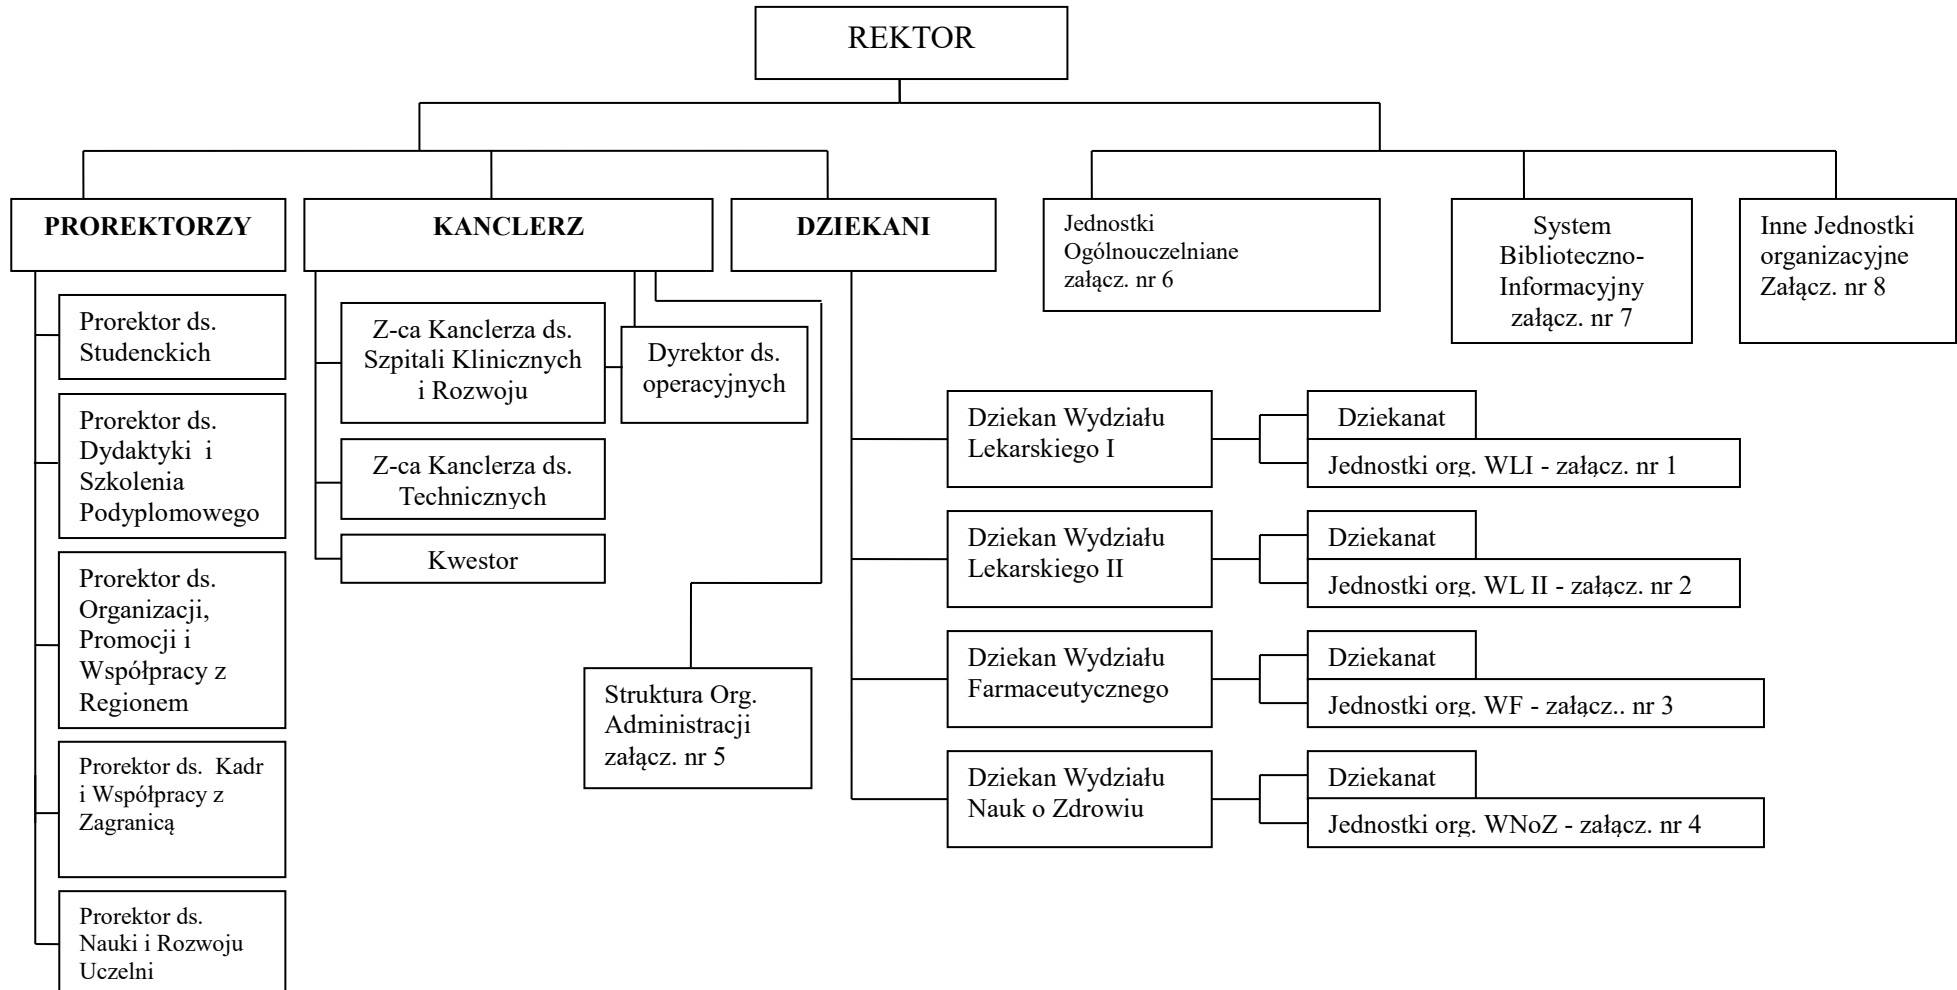 REKTOR
PROREKTORZY
KANCLERZ
DZIEKANI
Jednostki
Ogólnouczelniane
załącz. nr 6
System
Biblioteczno-
Informacyjny
załącz. nr 7
Inne Jednostki
organizacyjne
Załącz. nr 8
Prorektor ds.
Studenckich
Prorektor ds.
Dydaktyki i
Szkolenia
Podyplomowego
Prorektor ds.
Organizacji,
Promocji i
Współpracy z
Regionem
Prorektor ds. Kadr
i Współpracy z
Zagranicą
Prorektor ds.
Nauki i Rozwoju
Uczelni
Z-ca Kanclerza ds.
Szpitali Klinicznych
i Rozwoju
Dyrektor ds.
operacyjnych
Z-ca Kanclerza ds.
Technicznych
Kwestor
Struktura Org.
Administracji
załącz. nr 5
Dziekan Wydziału
Lekarskiego I
Dziekanat
Jednostki org. WLI - załącz. nr 1
Dziekan Wydziału
Lekarskiego II
Dziekanat
Jednostki org. WL II - załącz. nr 2
Dziekan Wydziału
Farmaceutycznego
Dziekanat
Jednostki org. WF - załącz.. nr 3
Dziekan Wydziału
Nauk o Zdrowiu
Dziekanat
Jednostki org. WNoZ - załącz. nr 4